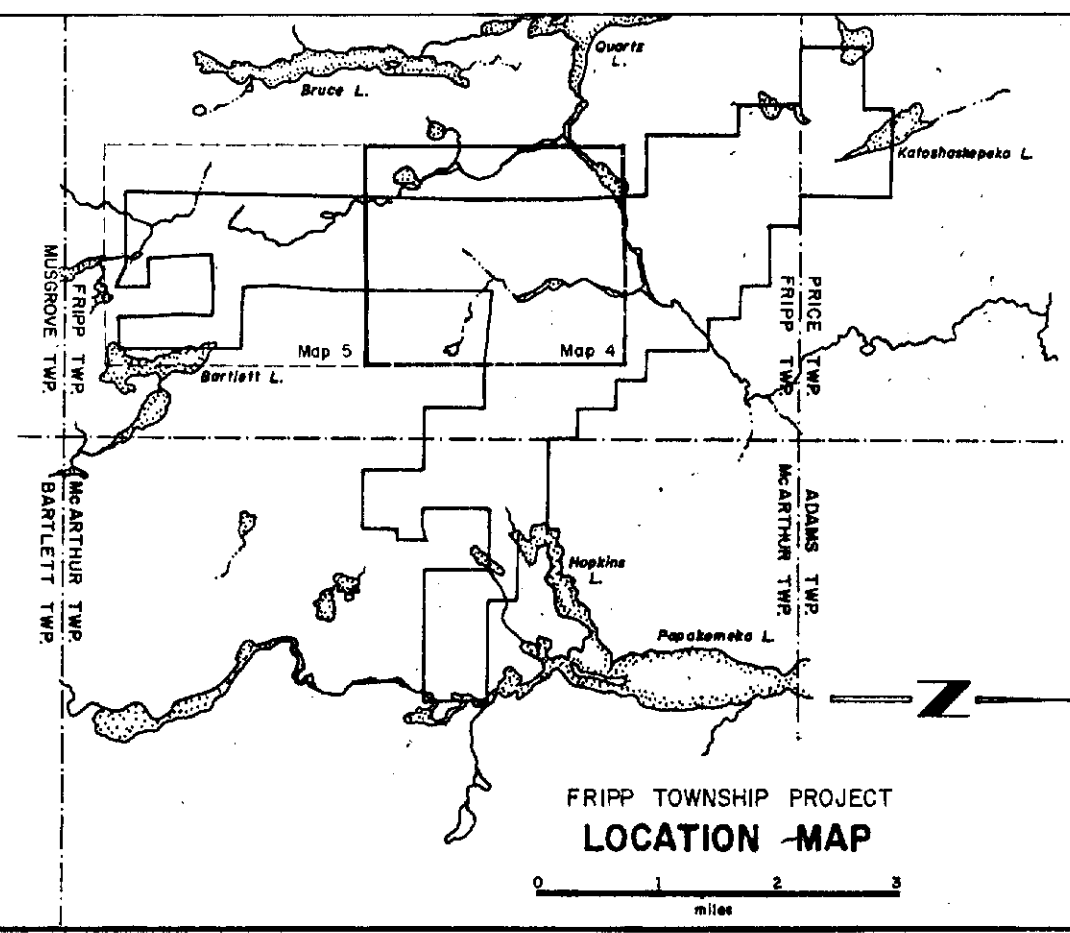 Quartz
L.
Bruce L.
Katoshaskepeko L.
MUSGROVE TWP.
FRIPP TWP.
PRICE TWP.
FRIPP TWP.
Map 5
Map 4
Bartlett L.
BARTLETT TWP.
McARTHUR TWP.
ADAMS TWP.
McARTHUR TWP.
Hopkins
L.
Papakomeka L.
N
FRIPP TOWNSHIP PROJECT
LOCATION MAP
0 1 2 3
miles